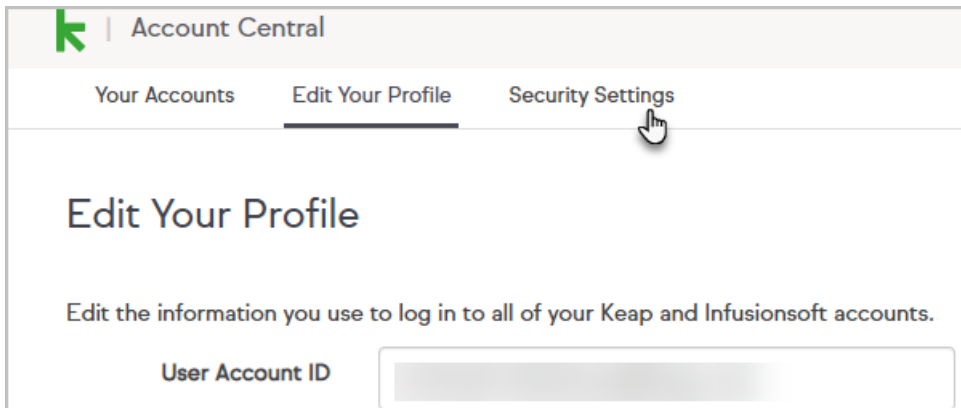 Account Central
Your Accounts Edit Your Profile Security Settings
Edit Your Profile
Edit the information you use to log in to all of your Keap and Infusionsoft accounts.
User Account ID